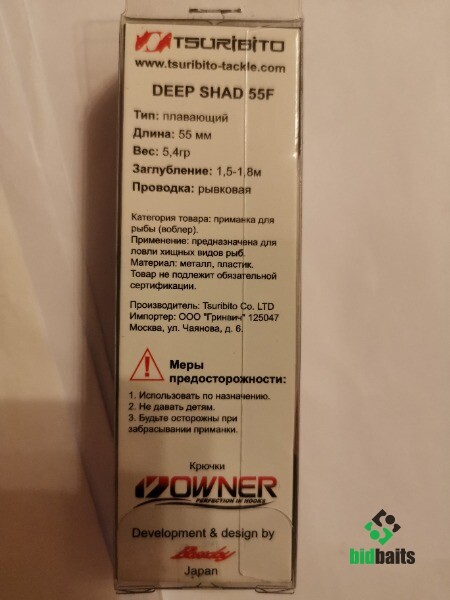 TSURIBITO
www.tsuribito-tackle.com
DEEP SHAD 55F
Тип: плавающий
Длина: 55 мм
Вес: 5,4гр
Заглубление: 1,5-1,8м
Проводка: рывковая
Категория товара: приманка для
рыбы (воблер).
Применение: предназначена для
ловли хищных видов рыб.
Материал: металл, пластик.
Товар не подлежит обязательной
сертификации.
Производитель: Tsuribito Co. LTD
Импортер: ООО "Гринвич" 125047
Москва, ул. Чаянова, д. 6.
Меры
предосторожности:
1. Использовать по назначению.
2. Не давать детям.
3. Будьте осторожны при
забрасывании приманки.
Крючки
OWNER
PERFECTION IN HOOKS
Development & design by
Japan
bidbaits